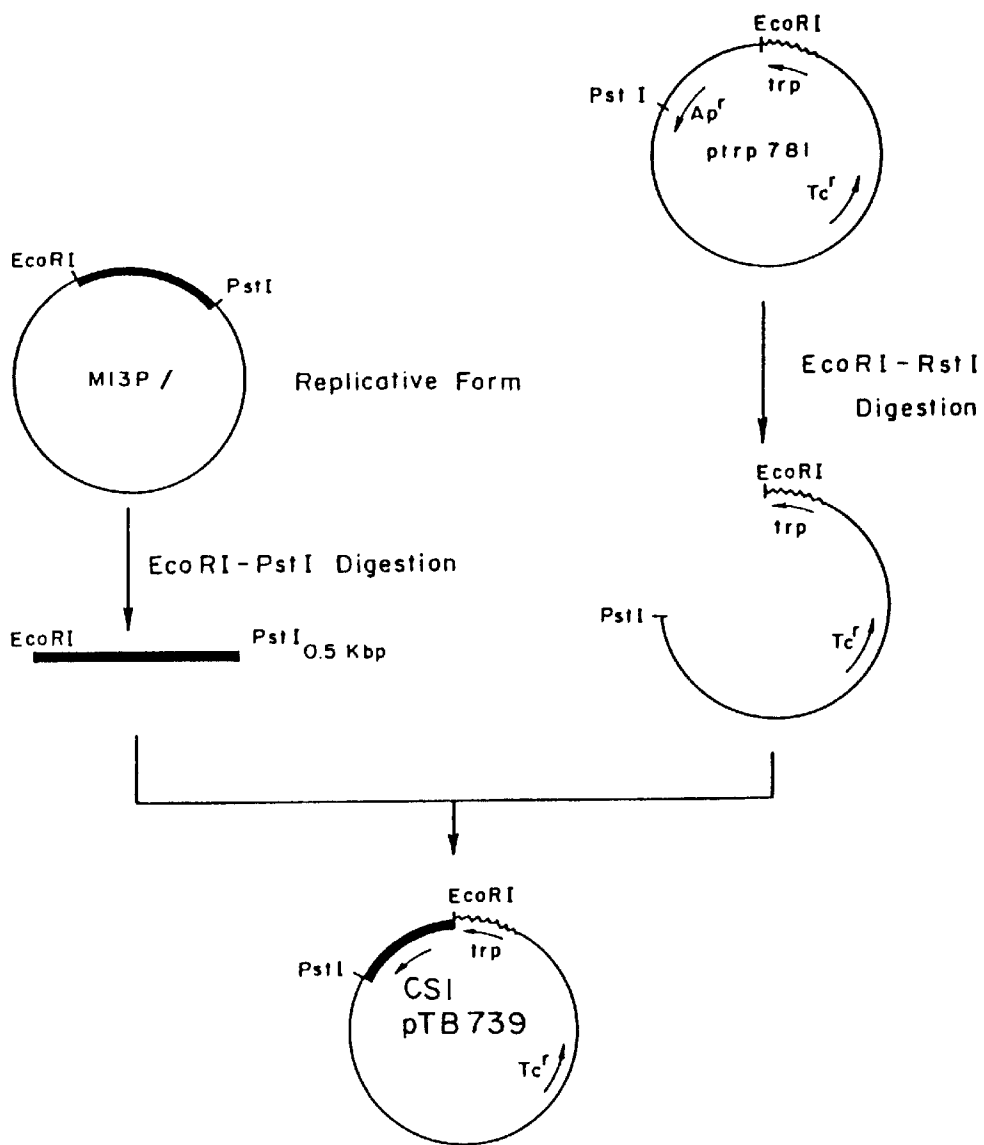 EcoRI
trp
Pst I
Ap^r
ptrp 781
Tc^r
EcoRI
PstI
M13P /
Replicative Form
EcoRI-RstI
Digestion
EcoRI-PstI Digestion
EcoRI
PstI
0.5 Kbp
EcoRI
trp
PstI
Tc^r
EcoRI
trp
PstI
CS1
pTB739
Tc^r